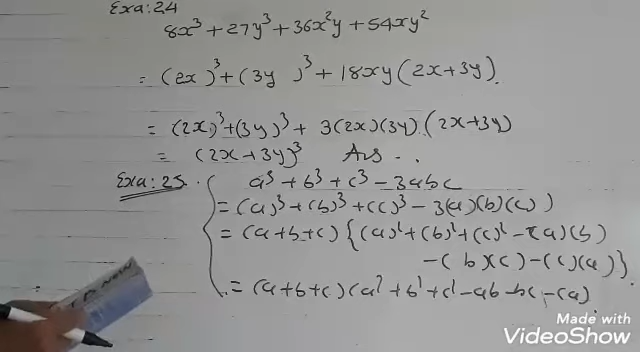 Exa: 24
8x³ + 27y³ + 36x²y + 54xy²
= (2x)³ + (3y )³ + 18xy (2x+3y)
= (2x)³ + (3y)³ + 3(2x)(3y) (2x+3y)
= (2x+3y)³ Ans ..
Exa: 25. a³ + b³ + c³ - 3abc
= (a)³ + (b)³ + (c)³ - 3(a)(b)(c)
= (a+b+c) {(a)² + (b)² + (c)² - (a)(b)
- (b)(c) - (c)(a)}
= (a+b+c) (a² + b² + c² - ab - bc - ca)
Made with
VideoShow